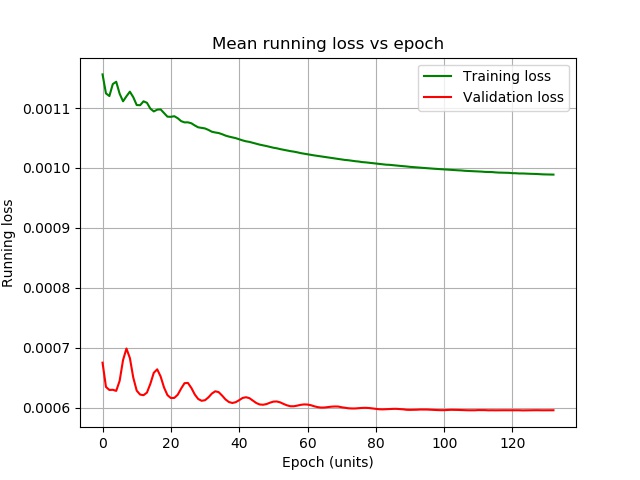 Mean running loss vs epoch
Training loss
Validation loss
Running loss
0.0011
0.0010
0.0009
0.0008
0.0007
0.0006
0 20 40 60 80 100 120
Epoch (units)